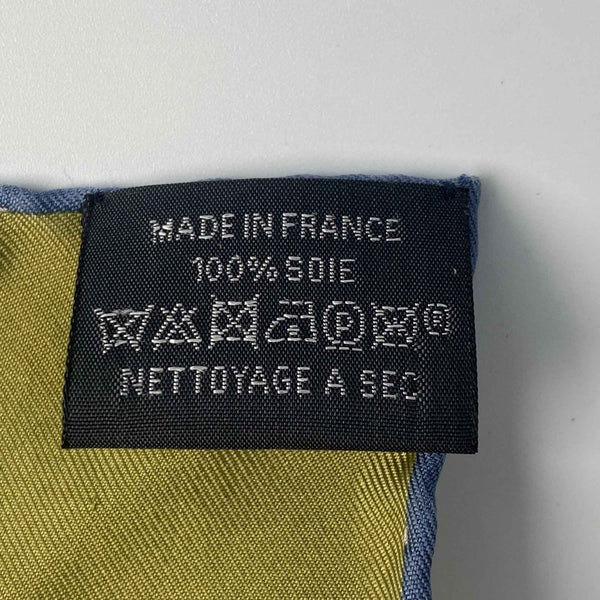 MADE IN FRANCE
100% SOIE
P ®
NETTOYAGE A SEC